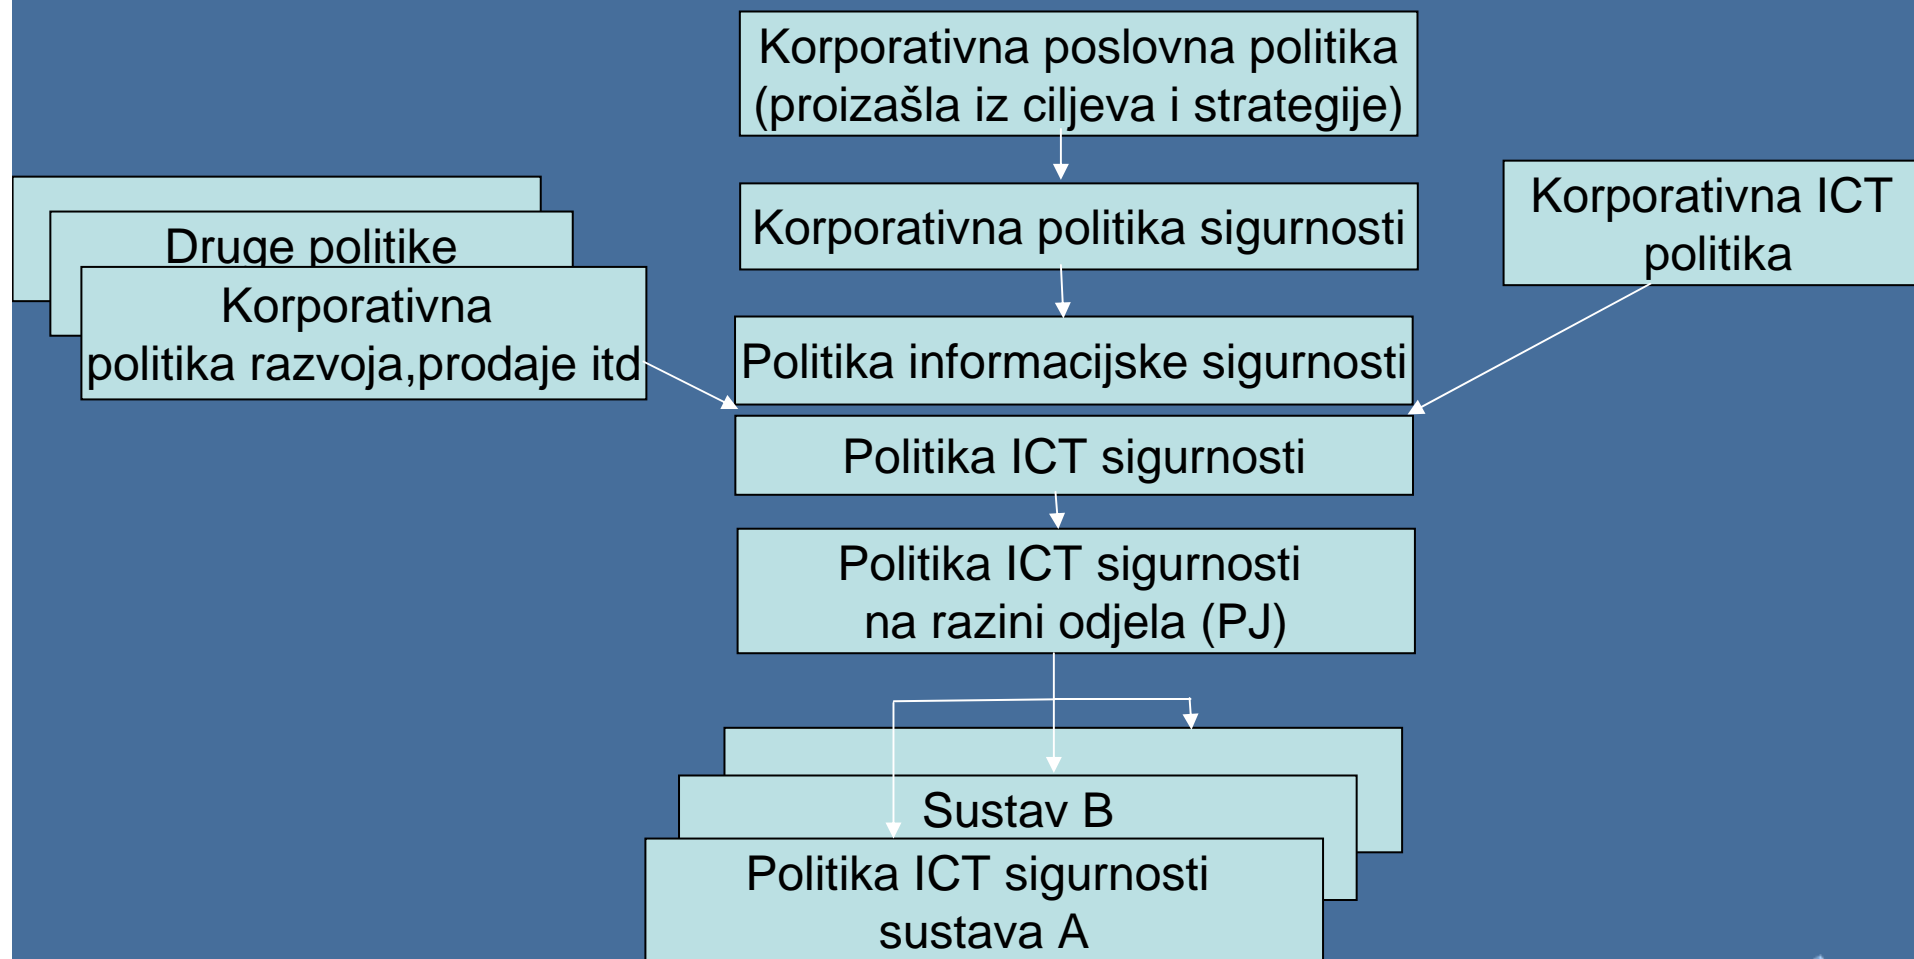 Korporativna poslovna politika
(proizašla iz ciljeva i strategije)
Korporativna politika sigurnosti
Korporativna ICT
politika
Druge politike
Korporativna
politika razvoja,prodaje itd
Politika informacijske sigurnosti
Politika ICT sigurnosti
Politika ICT sigurnosti
na razini odjela (PJ)
Sustav B
Politika ICT sigurnosti
sustava A